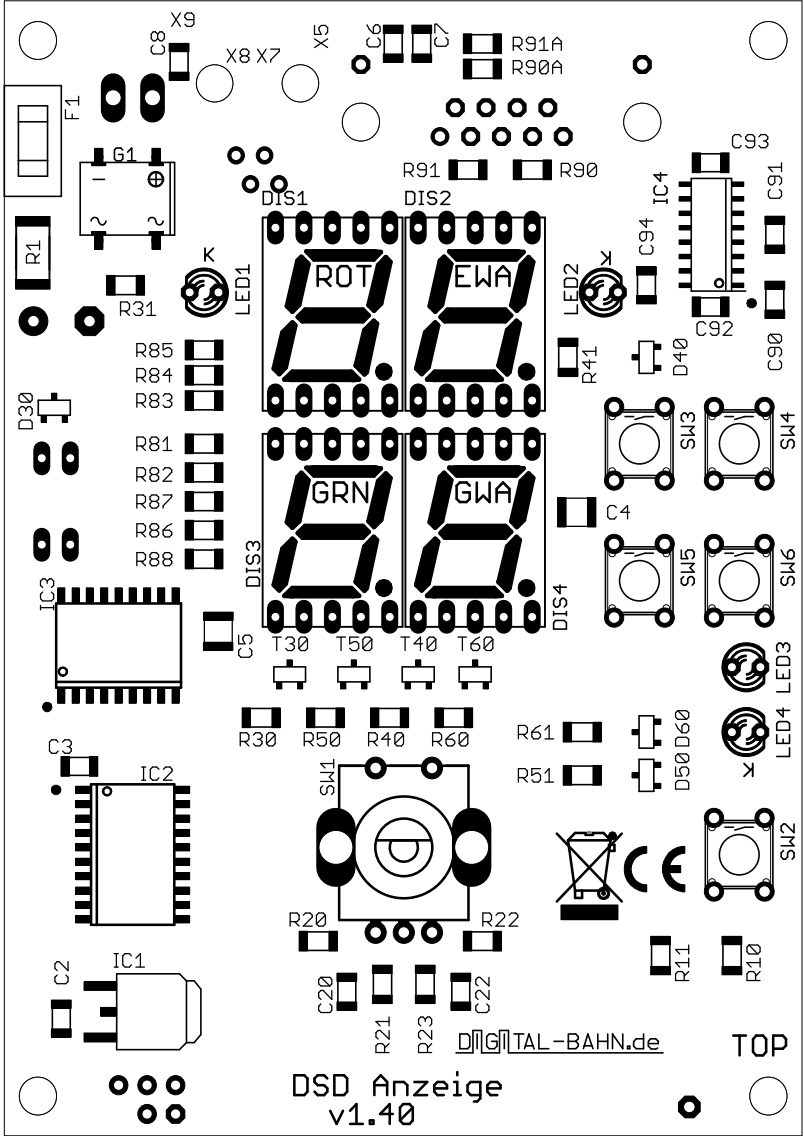 X9
C8
X8 X7
X5
C6
C7
R91A
R90A
F1
G1
R91
R90
IC4
C93
C91
DIS1
DIS2
R1
K
LED1
ROT
EWA
K
LED2
C94
R31
C92
C90
R85
R84
R83
R41
D40
D30
SW3
SW4
R81
R82
R87
R86
R88
GRN
GWA
C4
DIS3
DIS4
SW5
SW6
IC3
C5
T30
T50
T40
T60
LED3
R30
R50
R40
R60
R61
D60
LED4
C3
IC2
SW1
R51
D50
K
SW2
CE
R20
R22
IC1
C2
C20
R21
R23
C22
R11
R10
DIGITAL-BAHN.de
TOP
DSD Anzeige
v1.40